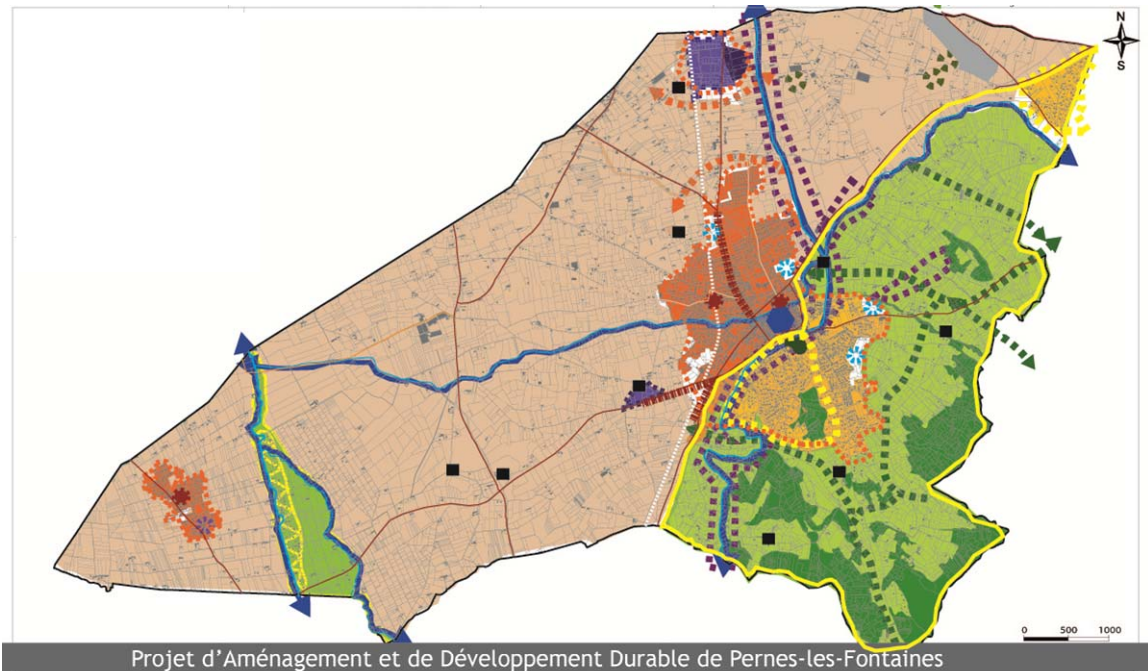 N
S
0 500 1000
Projet d'Aménagement et de Développement Durable de Pernes-les-Fontaines